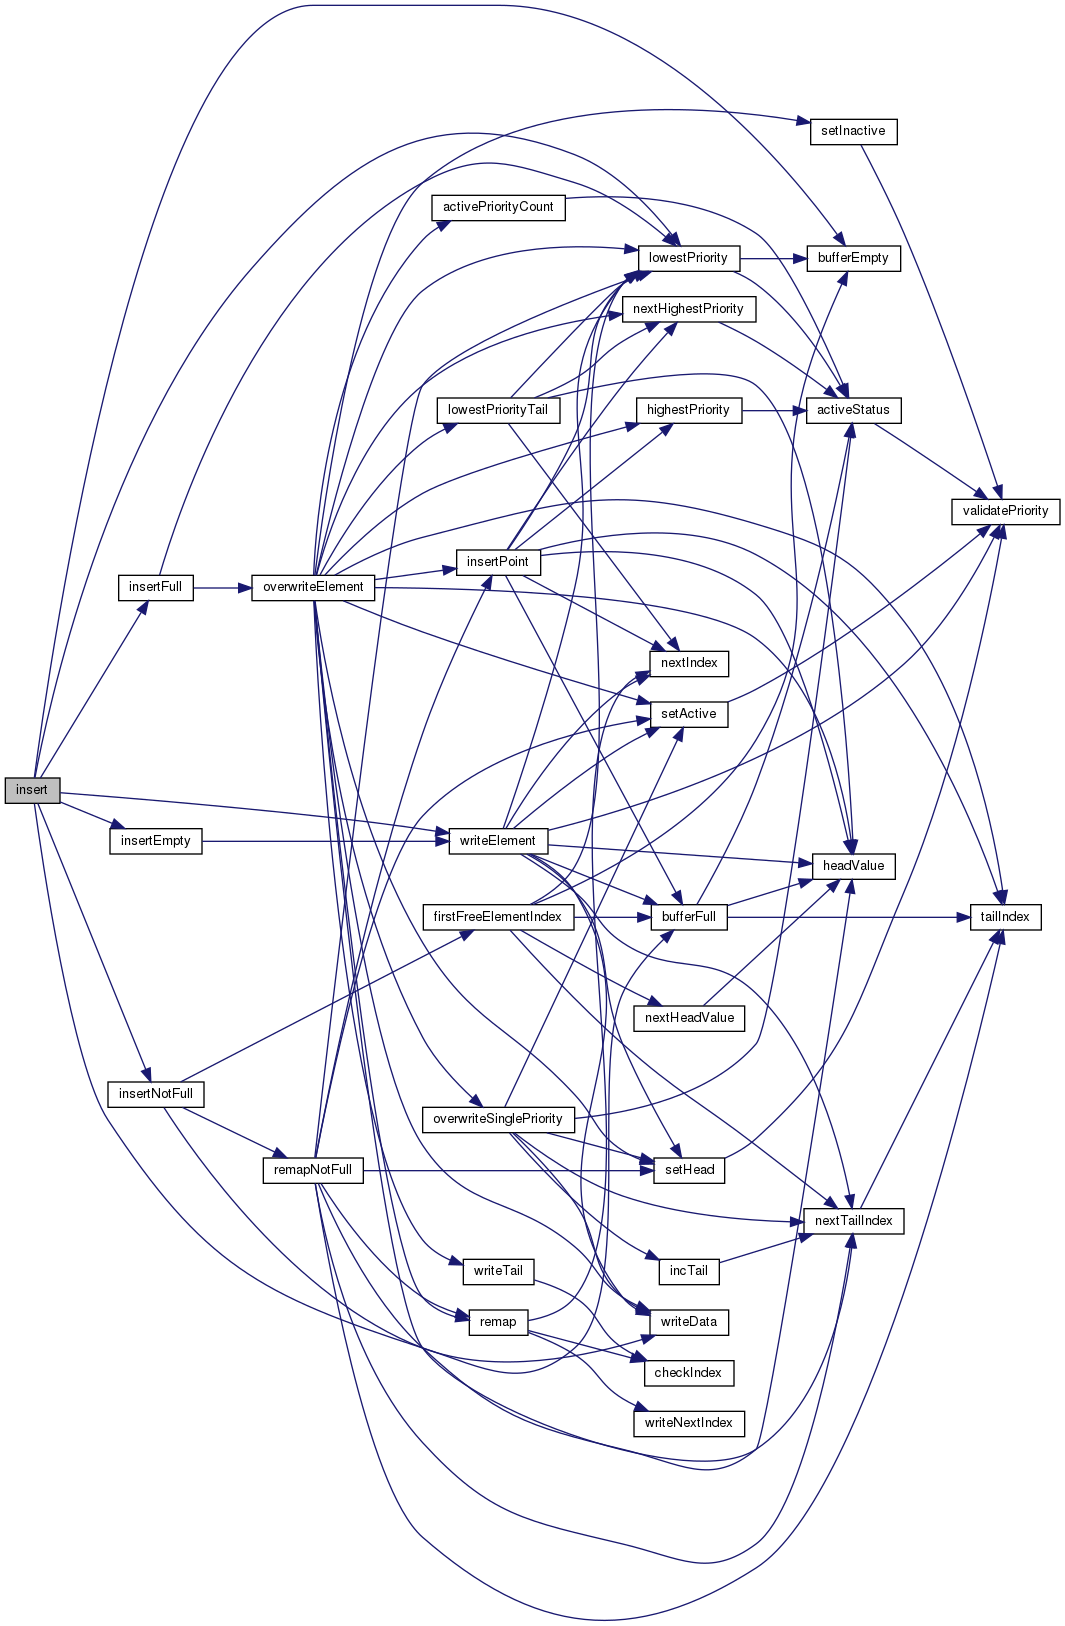 setInactive
activePriorityCount
lowestPriority
bufferEmpty
nextHighestPriority
lowestPriorityTail
highestPriority
activeStatus
validatePriority
insertPoint
insertFull
overwriteElement
nextIndex
setActive
insert
insertEmpty
writeElement
headValue
firstFreeElementIndex
bufferFull
tailIndex
nextHeadValue
insertNotFull
overwriteSinglePriority
remapNotFull
setHead
nextTailIndex
writeTail
incTail
remap
writeData
checkIndex
writeNextIndex